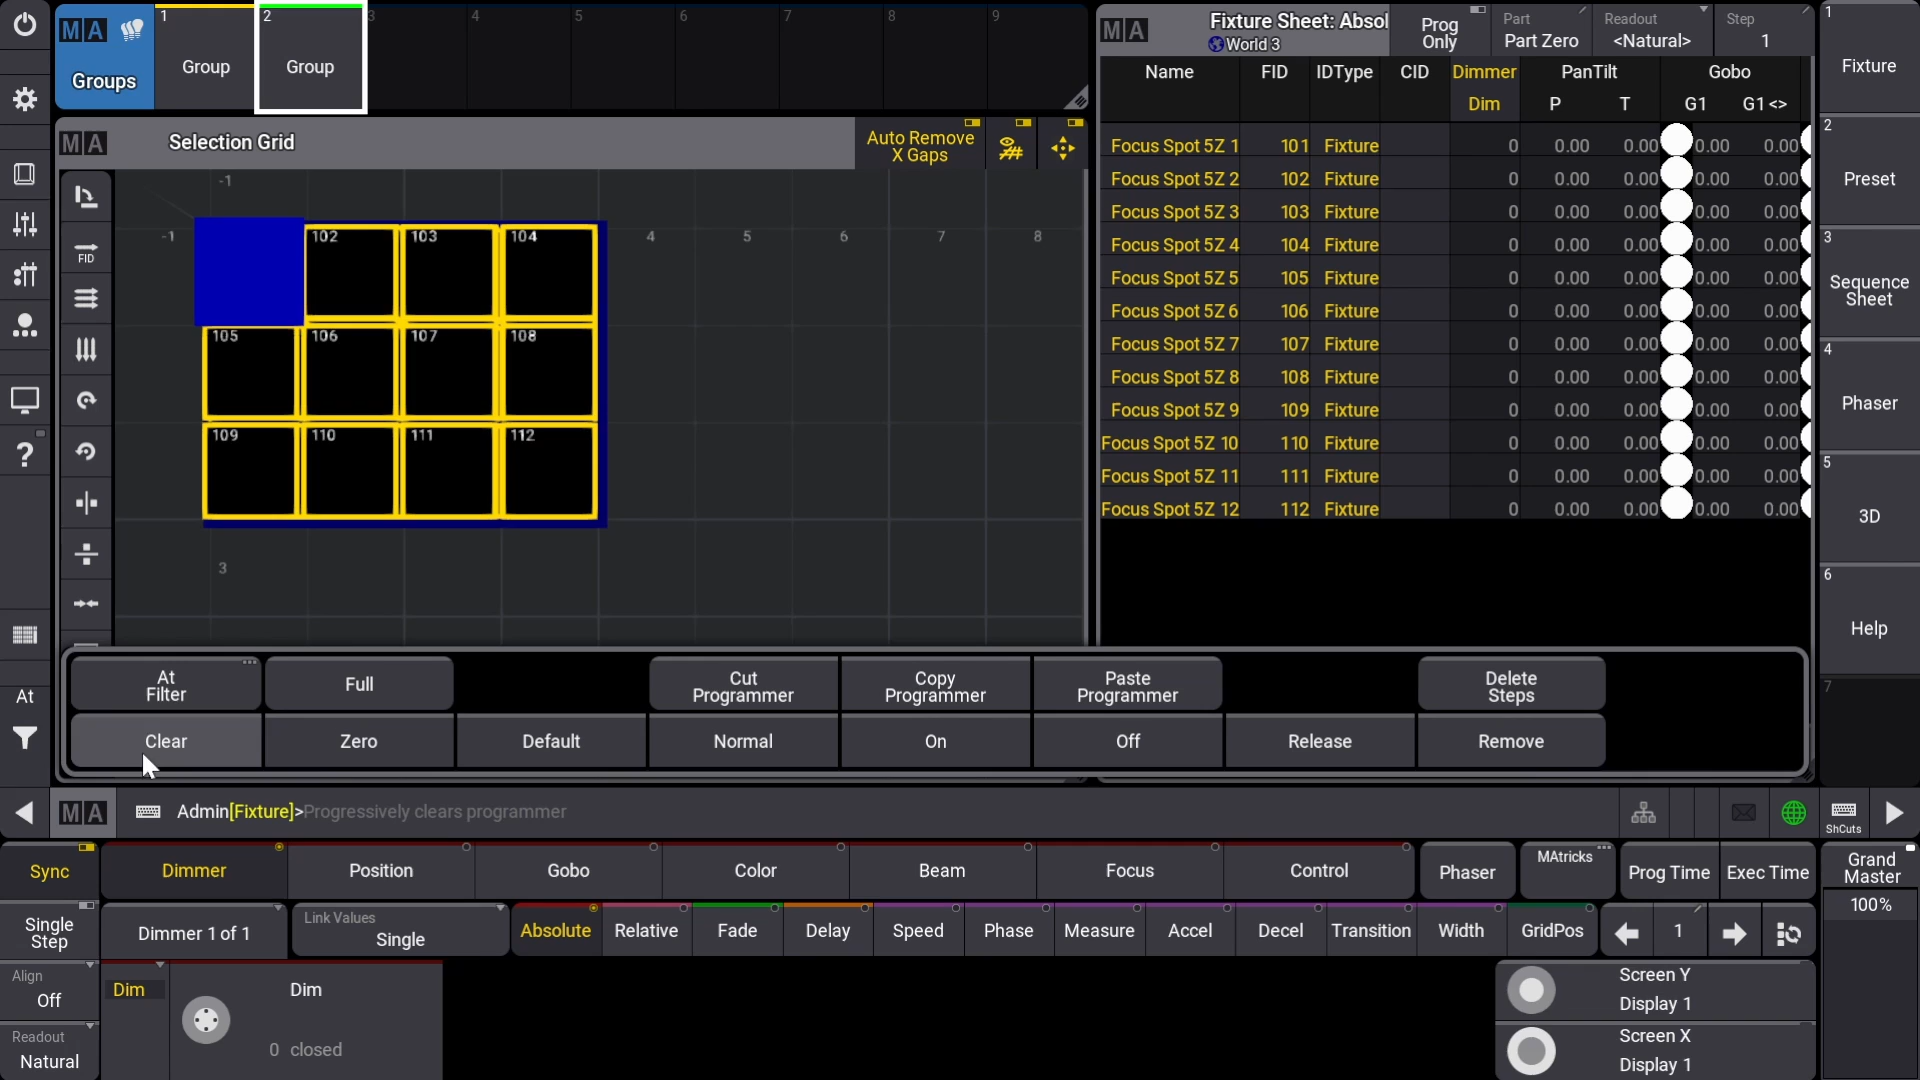 MA
Groups
1
Group
2
Group
3
4
5
6
7
8
9
MA
Selection Grid
Auto Remove
X Gaps
FID
-1
-1
4
5
6
7
8
3
102
103
104
105
106
107
108
109
110
111
112
MA
Fixture Sheet: Absol
World 3
Prog
Only
Part
Part Zero
Readout
<Natural>
Step
1
Name FID IDType CID Dimmer PanTilt Gobo
Dim P T G1 G1 <>
Focus Spot 5Z 1 101 Fixture 0 0.00 0.00 0.00 0.00
Focus Spot 5Z 2 102 Fixture 0 0.00 0.00 0.00 0.00
Focus Spot 5Z 3 103 Fixture 0 0.00 0.00 0.00 0.00
Focus Spot 5Z 4 104 Fixture 0 0.00 0.00 0.00 0.00
Focus Spot 5Z 5 105 Fixture 0 0.00 0.00 0.00 0.00
Focus Spot 5Z 6 106 Fixture 0 0.00 0.00 0.00 0.00
Focus Spot 5Z 7 107 Fixture 0 0.00 0.00 0.00 0.00
Focus Spot 5Z 8 108 Fixture 0 0.00 0.00 0.00 0.00
Focus Spot 5Z 9 109 Fixture 0 0.00 0.00 0.00 0.00
Focus Spot 5Z 10 110 Fixture 0 0.00 0.00 0.00 0.00
Focus Spot 5Z 11 111 Fixture 0 0.00 0.00 0.00 0.00
Focus Spot 5Z 12 112 Fixture 0 0.00 0.00 0.00 0.00
1
Fixture
2
Preset
3
Sequence
Sheet
4
Phaser
5
3D
6
Help
7
At
At
Filter
Full
Cut
Programmer
Copy
Programmer
Paste
Programmer
Delete
Steps
Clear
Zero
Default
Normal
On
Off
Release
Remove
MA
Admin[Fixture]>Progressively clears programmer
ShCuts
Sync
Dimmer
Position
Gobo
Color
Beam
Focus
Control
Phaser
MAtricks
Prog Time
Exec Time
Grand
Master
100%
Single
Step
Dimmer 1 of 1
Link Values
Single
Absolute
Relative
Fade
Delay
Speed
Phase
Measure
Accel
Decel
Transition
Width
GridPos
1
Align
Off
Dim
Dim
0 closed
Readout
Natural
Screen Y
Display 1
Screen X
Display 1